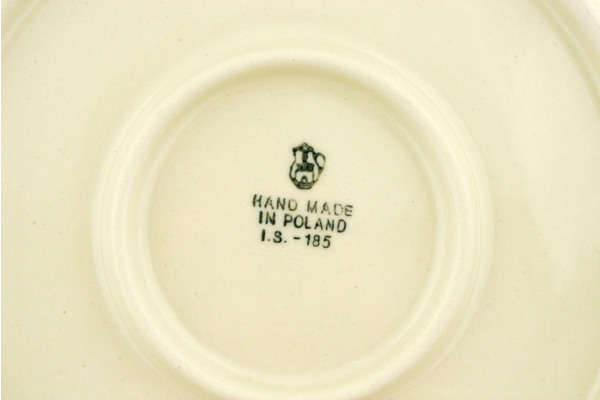 HAND MADE
IN POLAND
I.S. - 185